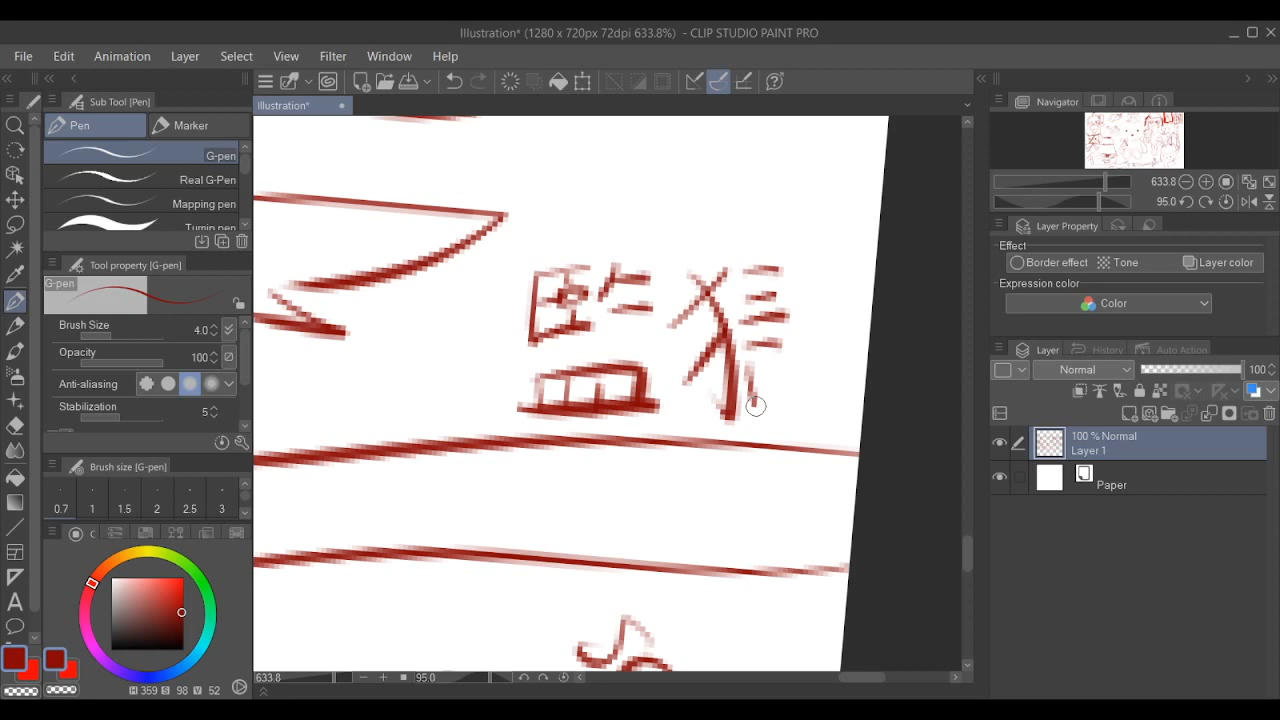 Illustration* (1280 x 720px 72dpi 633.8%) - CLIP STUDIO PAINT PRO
File Edit Animation Layer Select View Filter Window Help
Sub Tool [Pen]
Illustration*
Navigator
Pen Marker
G-pen
Real G-Pen
Mapping pen
Turnip pen
633.8
95.0
Layer Property
Effect
Border effect Tone Layer color
Expression color
Color
Tool property [G-pen]
G-pen
Brush Size 4.0
Opacity 100
Anti-aliasing
Stabilization 5
Layer History Auto Action
Normal 100
100 % Normal
Layer 1
Paper
Brush size [G-pen]
0.7 1 1.5 2 2.5 3
C
監
633.8 95.0
H 359 S 98 V 52